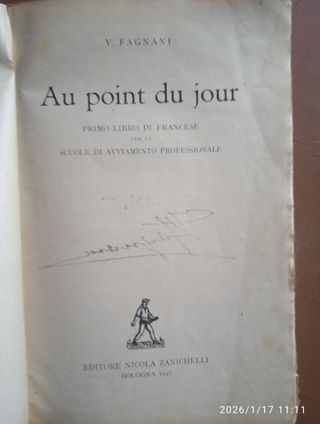 V. FAGNANI
Au point du jour
PRIMO LIBRO DI FRANCESE
PER LE
SCUOLE DI AVVIAMENTO PROFESSIONALE
EDITORE NICOLA ZANICHELLI
BOLOGNA 1947
2026/1/17 11:11